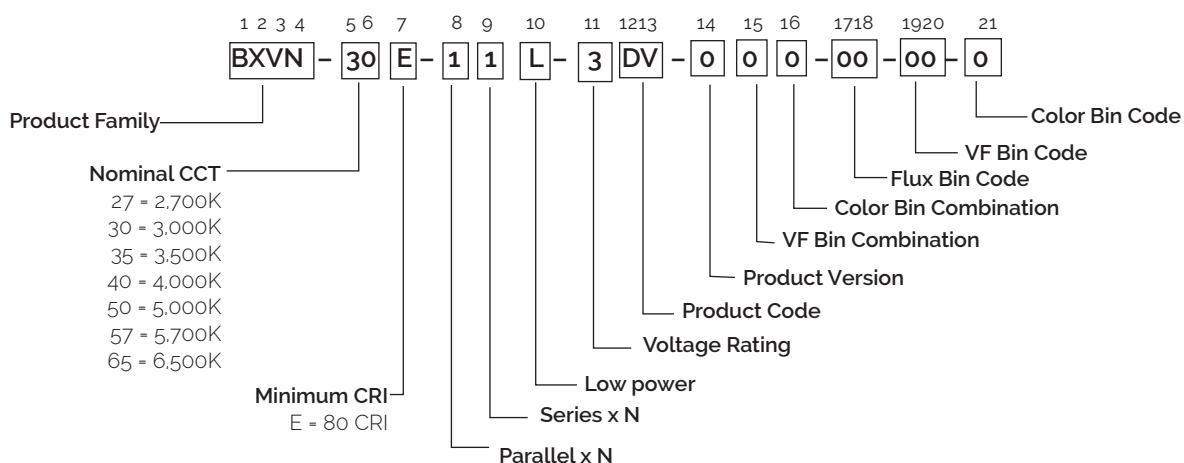 1 2 3 4 5 6 7 8 9 10 11 1213 14 15 16 1718 1920 21
BXVN – 30 E – 1 1 L – 3 DV – 0 0 0 – 00 – 00 – 0
Product Family
Color Bin Code
VF Bin Code
Flux Bin Code
Color Bin Combination
VF Bin Combination
Product Version
Product Code
Voltage Rating
Low power
Series x N
Parallel x N
Nominal CCT
27 = 2,700K
30 = 3,000K
35 = 3,500K
40 = 4,000K
50 = 5,000K
57 = 5,700K
65 = 6,500K
Minimum CRI
E = 80 CRI